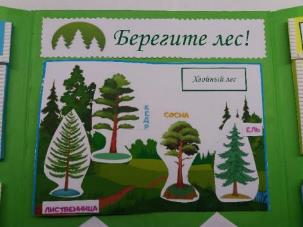 Берегите лес!
Хвойный лес
КЕДР
СОСНА
ЕЛЬ
ЛИСТВЕННИЦА